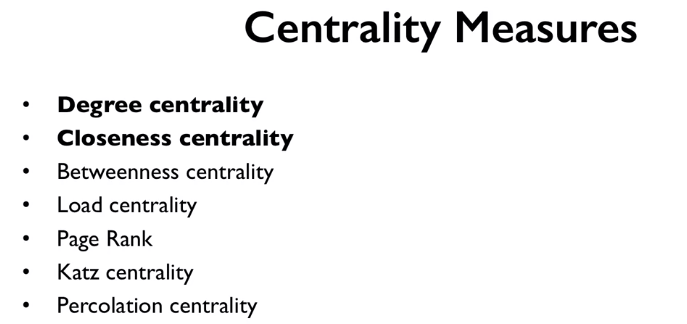 Centrality Measures
• Degree centrality
• Closeness centrality
• Betweenness centrality
• Load centrality
• Page Rank
• Katz centrality
• Percolation centrality